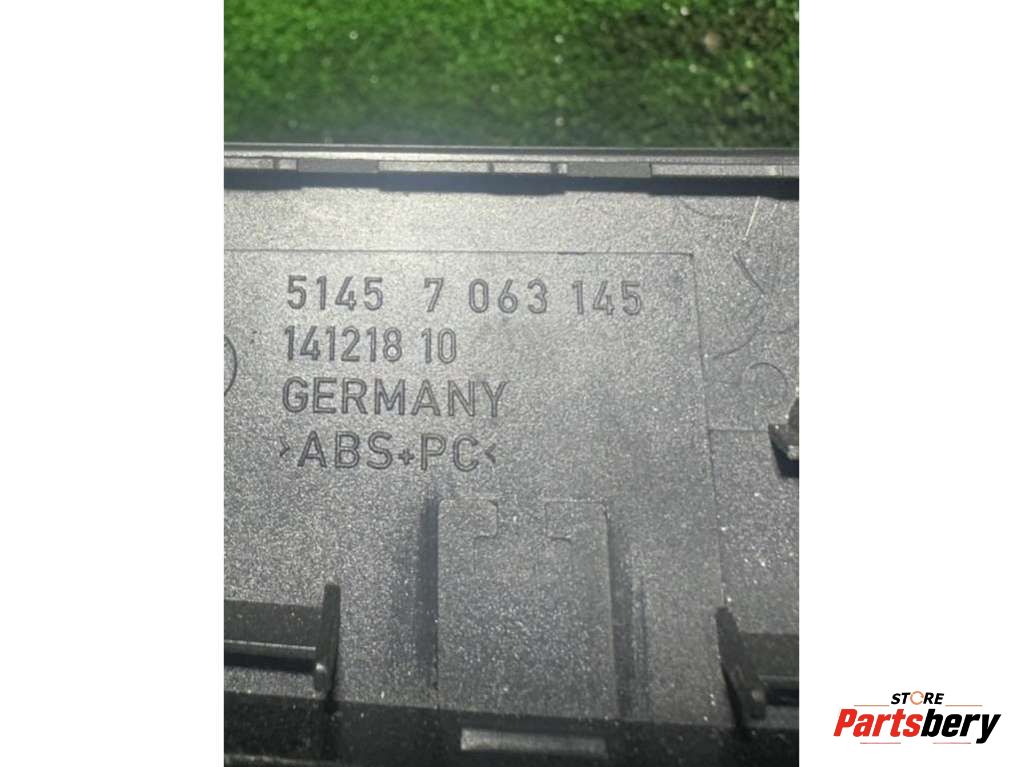 5145 7 063 145
141218 10
GERMANY
>ABS+PC<
STORE
Partsbery